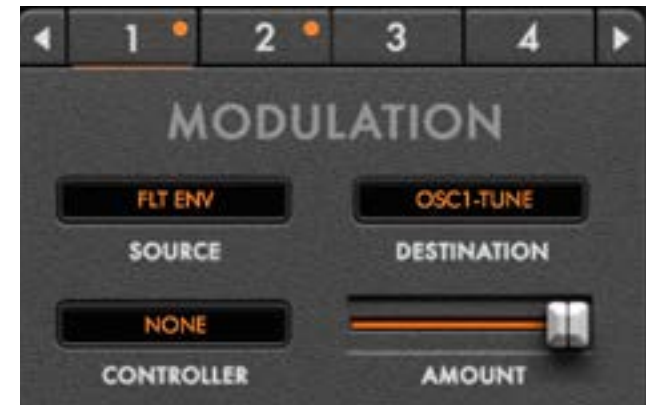 1 2 3 4
MODULATION
FLT ENV OSC1-TUNE
SOURCE DESTINATION
NONE
CONTROLLER AMOUNT